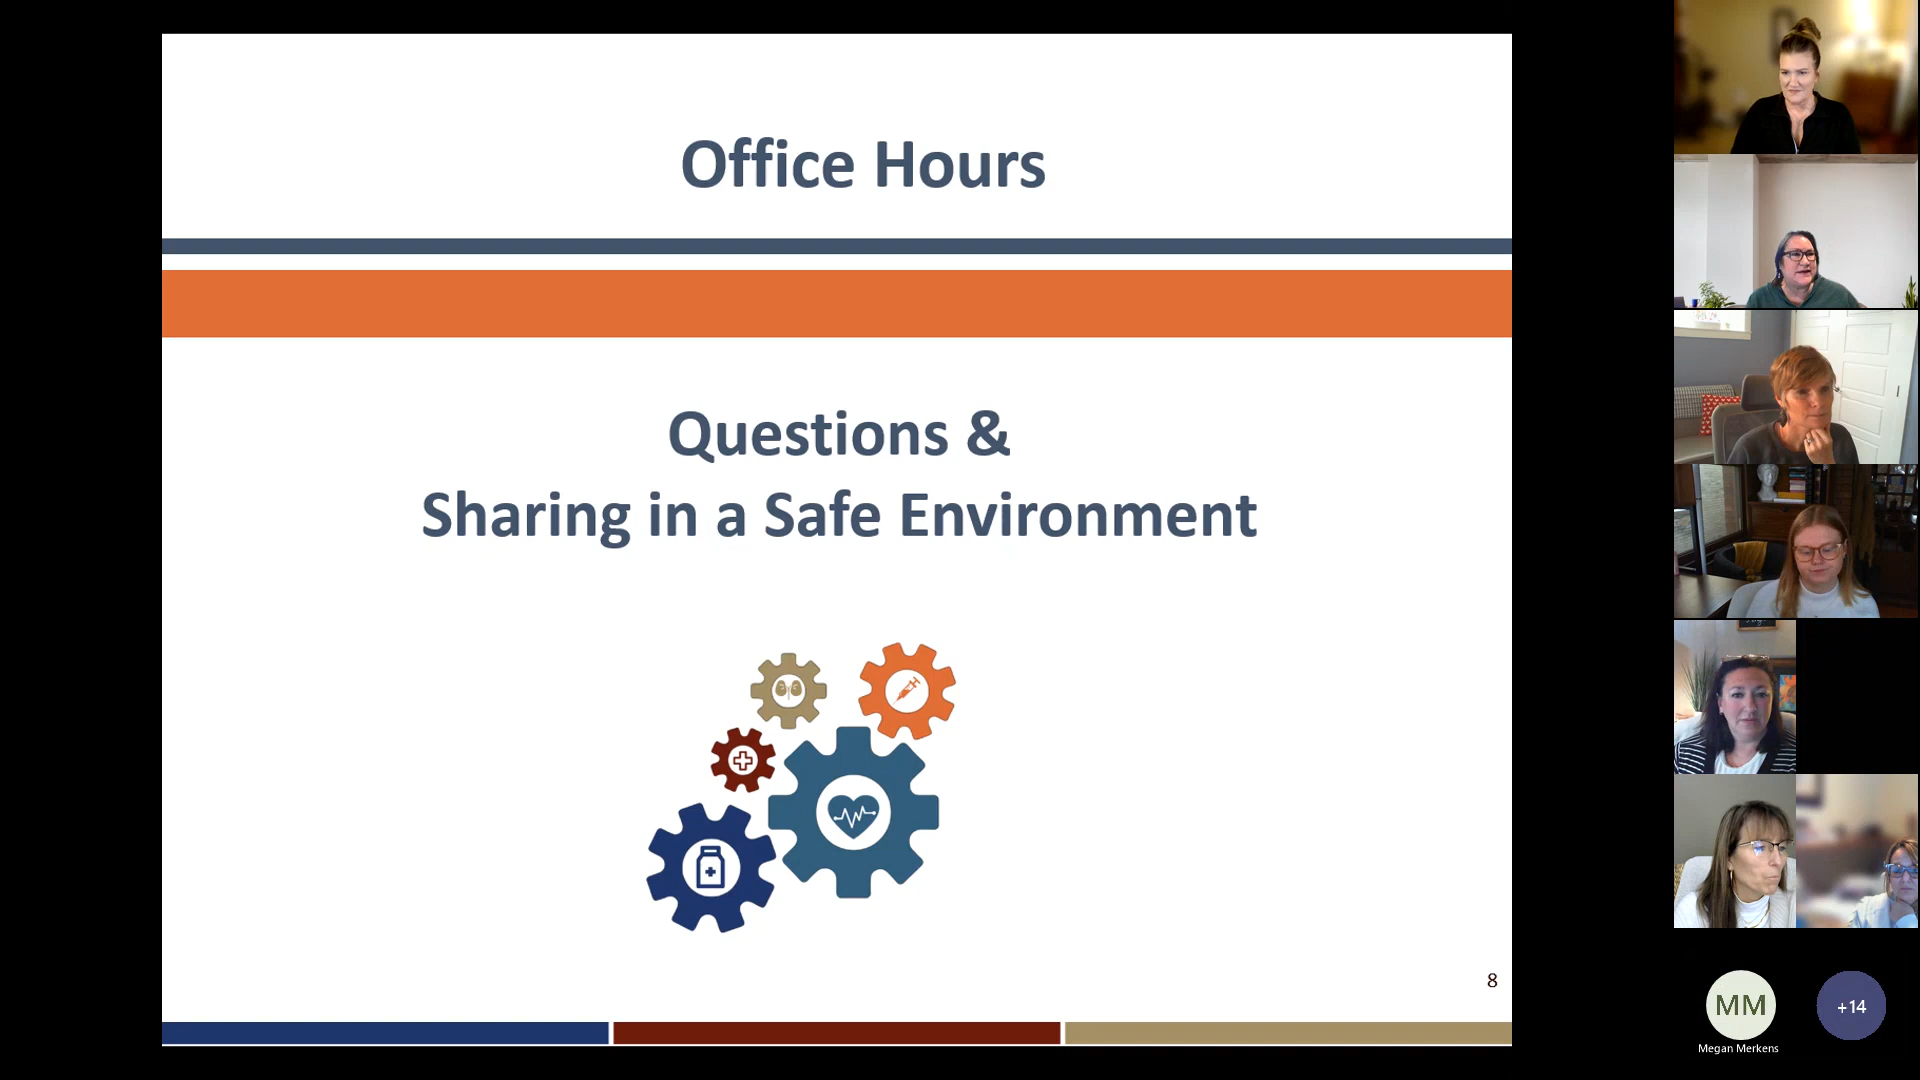 Office Hours
Questions &
Sharing in a Safe Environment
8
MM
+14
Megan Merkens